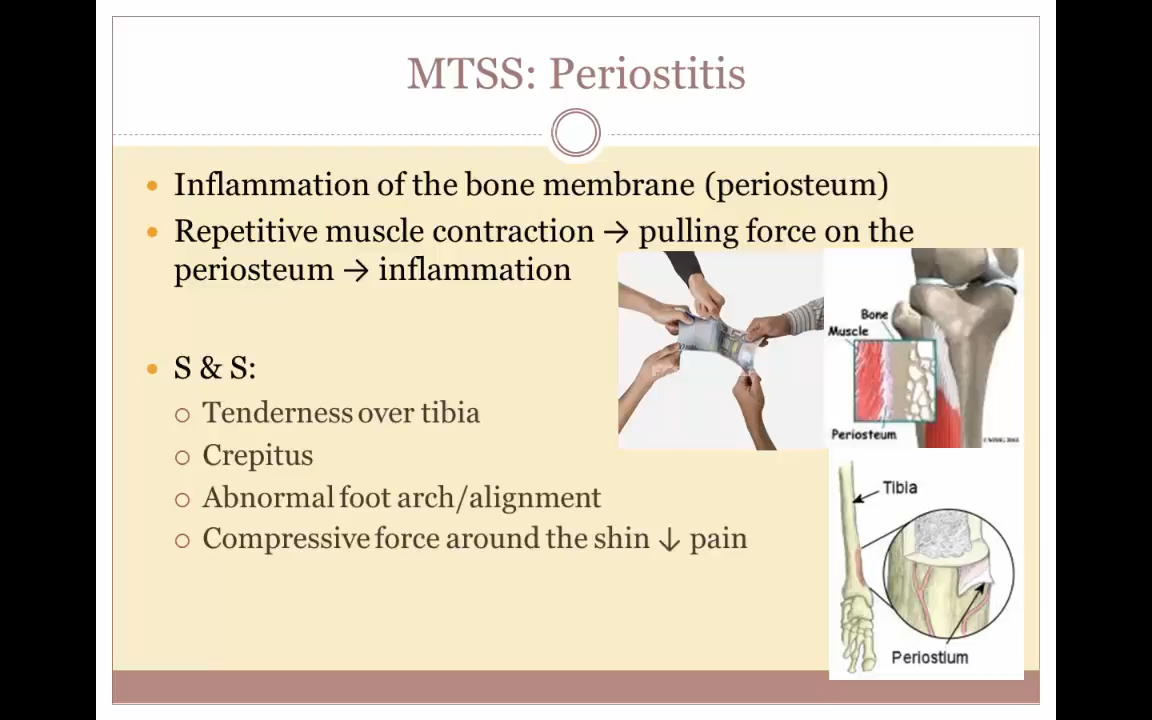 MTSS: Periostitis
Inflammation of the bone membrane (periosteum)
Repetitive muscle contraction → pulling force on the
periosteum → inflammation
S & S:
Tenderness over tibia
Crepitus
Abnormal foot arch/alignment
Compressive force around the shin ↓ pain
Bone
Muscle
Periosteum
Tibia
Periostium